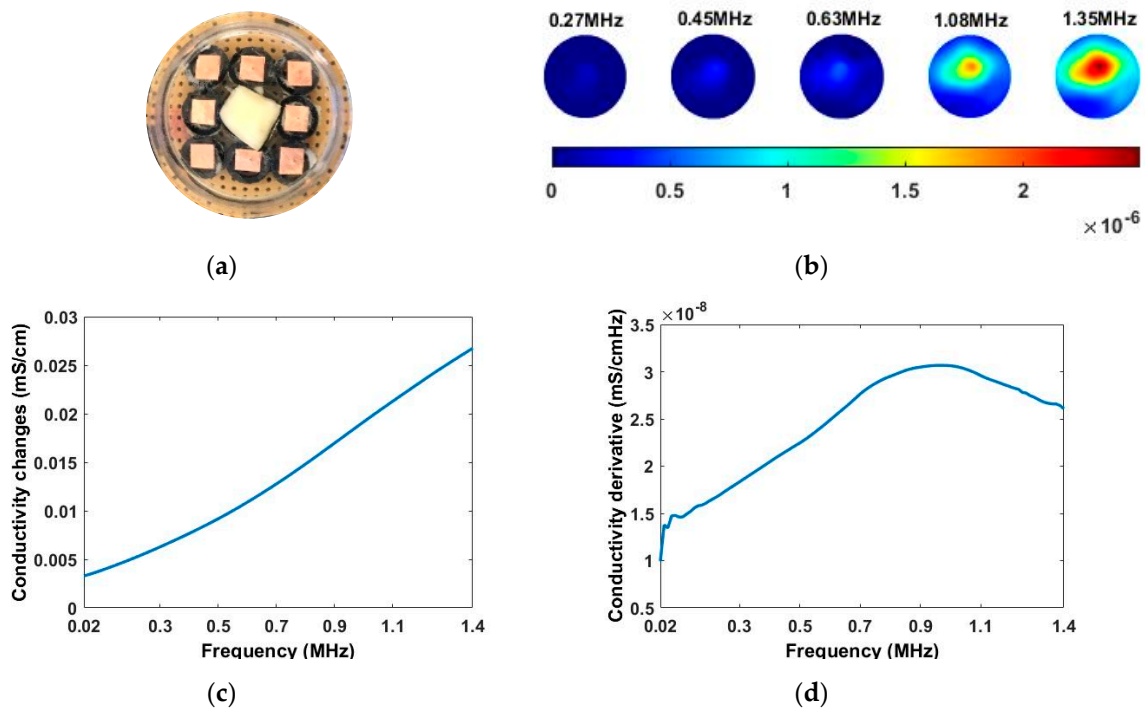 0.27MHz 0.45MHz 0.63MHz 1.08MHz 1.35MHz
0 0.5 1 1.5 2
×10⁻⁶
(a) (b)
Conductivity changes (mS/cm)
0.03
0.025
0.02
0.015
0.01
0.005
0
0.02 0.3 0.5 0.7 0.9 1.1 1.4
Frequency (MHz)
(c)
×10⁻⁸
Conductivity derivative (mS/cmHz)
3.5
3
2.5
2
1.5
1
0.5
0.02 0.3 0.5 0.7 0.9 1.1 1.4
Frequency (MHz)
(d)